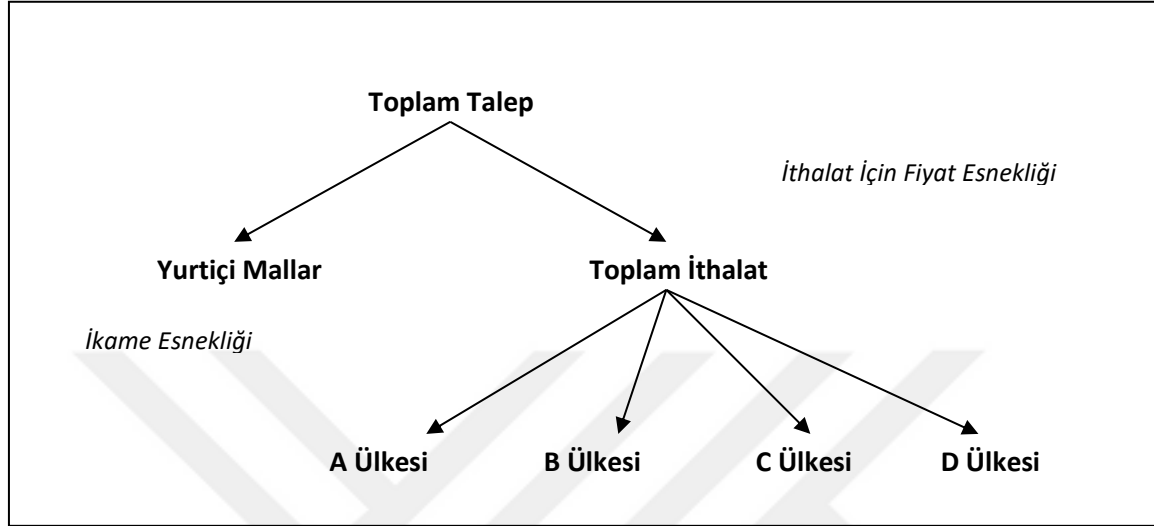 Toplam Talep
İthalat İçin Fiyat Esnekliği
Yurtiçi Mallar
Toplam İthalat
İkame Esnekliği
A Ülkesi
B Ülkesi
C Ülkesi
D Ülkesi